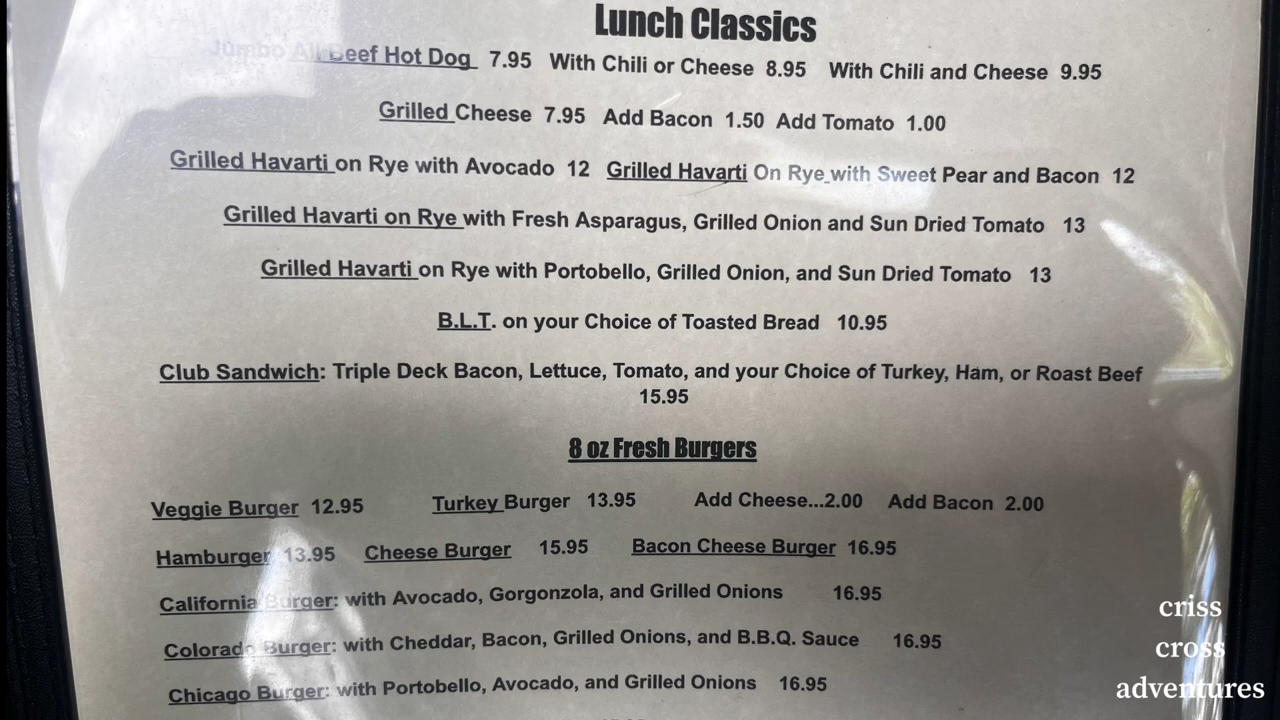 Lunch Classics
Jumbo All Beef Hot Dog 7.95 With Chili or Cheese 8.95 With Chili and Cheese 9.95
Grilled Cheese 7.95 Add Bacon 1.50 Add Tomato 1.00
Grilled Havarti on Rye with Avocado 12 Grilled Havarti On Rye with Sweet Pear and Bacon 12
Grilled Havarti on Rye with Fresh Asparagus, Grilled Onion and Sun Dried Tomato 13
Grilled Havarti on Rye with Portobello, Grilled Onion, and Sun Dried Tomato 13
B.L.T. on your Choice of Toasted Bread 10.95
Club Sandwich: Triple Deck Bacon, Lettuce, Tomato, and your Choice of Turkey, Ham, or Roast Beef
15.95
8 oz Fresh Burgers
Veggie Burger 12.95 Turkey Burger 13.95 Add Cheese...2.00 Add Bacon 2.00
Hamburger 13.95 Cheese Burger 15.95 Bacon Cheese Burger 16.95
California Burger: with Avocado, Gorgonzola, and Grilled Onions 16.95
Colorado Burger: with Cheddar, Bacon, Grilled Onions, and B.B.Q. Sauce 16.95
Chicago Burger: with Portobello, Avocado, and Grilled Onions 16.95
criss
cross
adventures